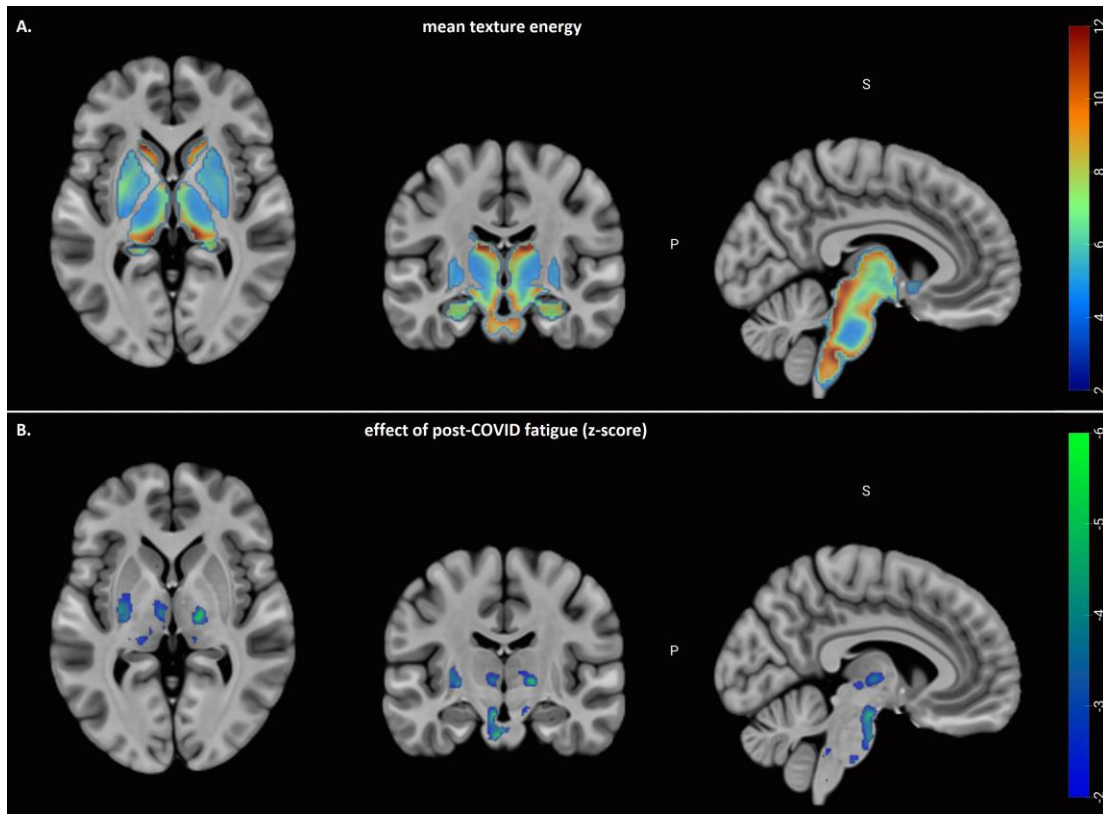 A.
mean texture energy
S
P
12
10
8
6
4
2
B.
effect of post-COVID fatigue (z-score)
S
P
-6
-5
-4
-3
-2